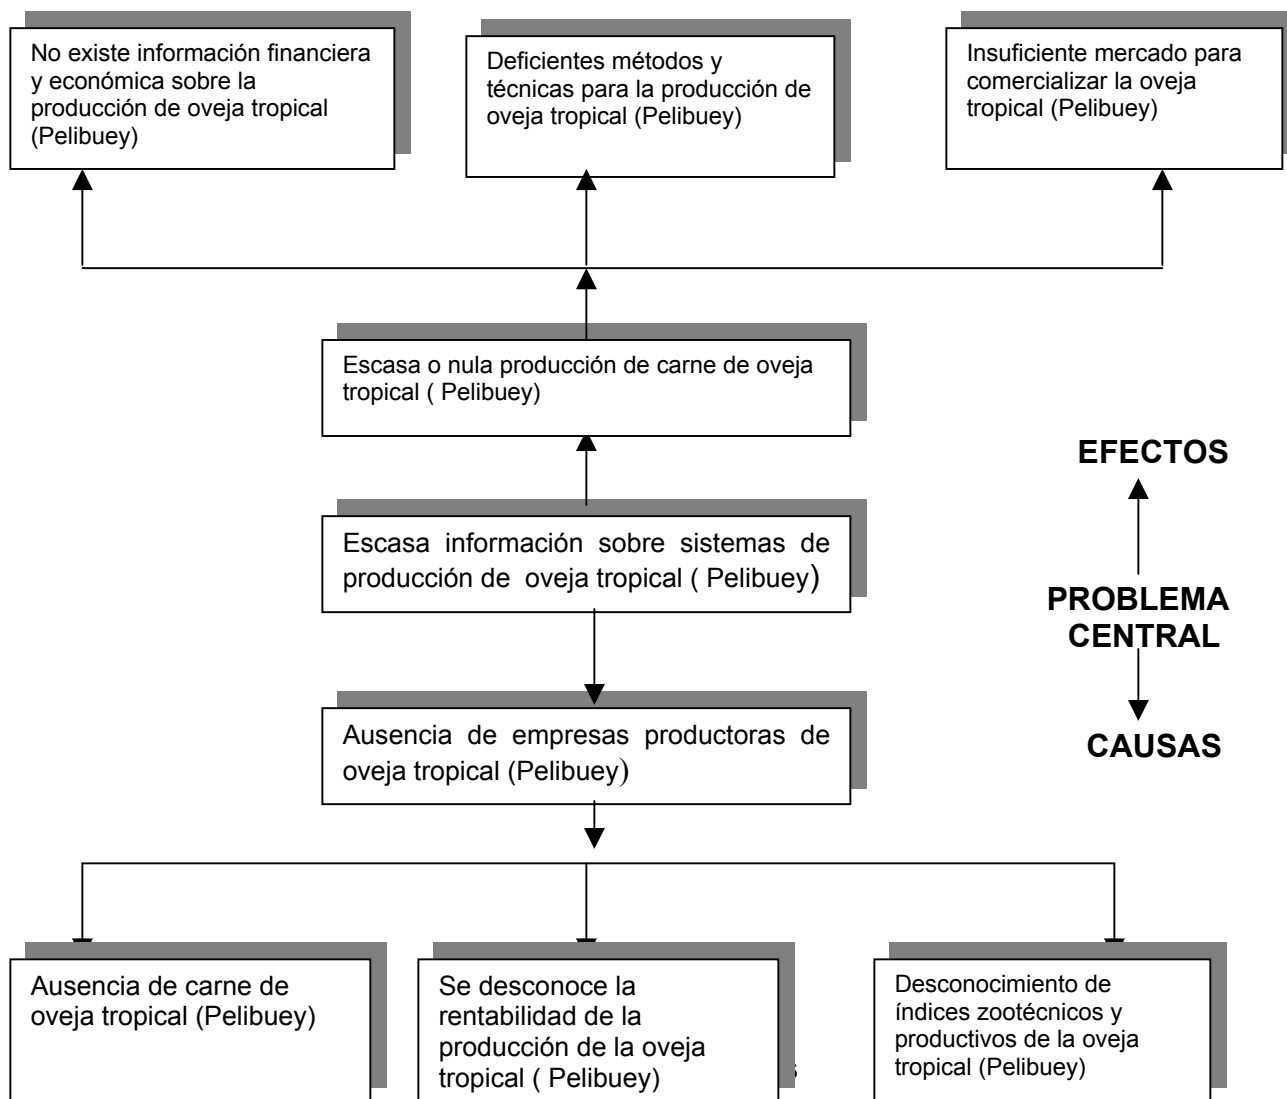 No existe información financiera
y económica sobre la
producción de oveja tropical
(Pelibuey)
Deficientes métodos y
técnicas para la producción de
oveja tropical (Pelibuey)
Insuficiente mercado para
comercializar la oveja
tropical (Pelibuey)
Escasa o nula producción de carne de oveja
tropical ( Pelibuey)
EFECTOS
Escasa información sobre sistemas de
producción de oveja tropical ( Pelibuey)
PROBLEMA
CENTRAL
Ausencia de empresas productoras de
oveja tropical (Pelibuey)
CAUSAS
Ausencia de carne de
oveja tropical (Pelibuey)
Se desconoce la
rentabilidad de la
producción de la oveja
tropical ( Pelibuey)
Desconocimiento de
índices zootécnicos y
productivos de la oveja
tropical (Pelibuey)